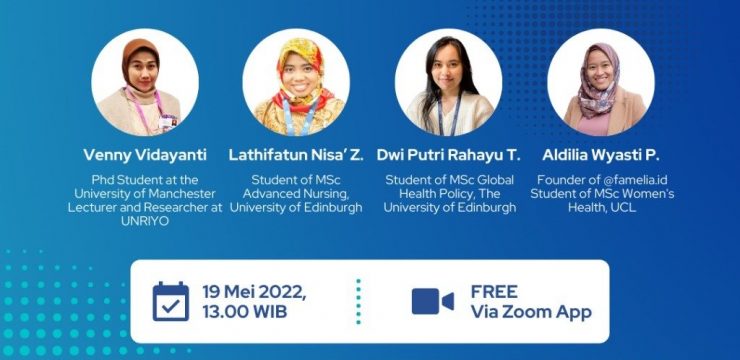 Venny Vidayanti
Phd Student at the
University of Manchester
Lecturer and Researcher at
UNRIYO
Lathifatun Nisa' Z.
Student of MSc
Advanced Nursing,
University of Edinburgh
Dwi Putri Rahayu T.
Student of MSc Global
Health Policy, The
University of Edinburgh
Aldilia Wyasti P.
Founder of @famelia.id
Student of MSc Women's
Health, UCL
19 Mei 2022,
13.00 WIB
FREE
Via Zoom App